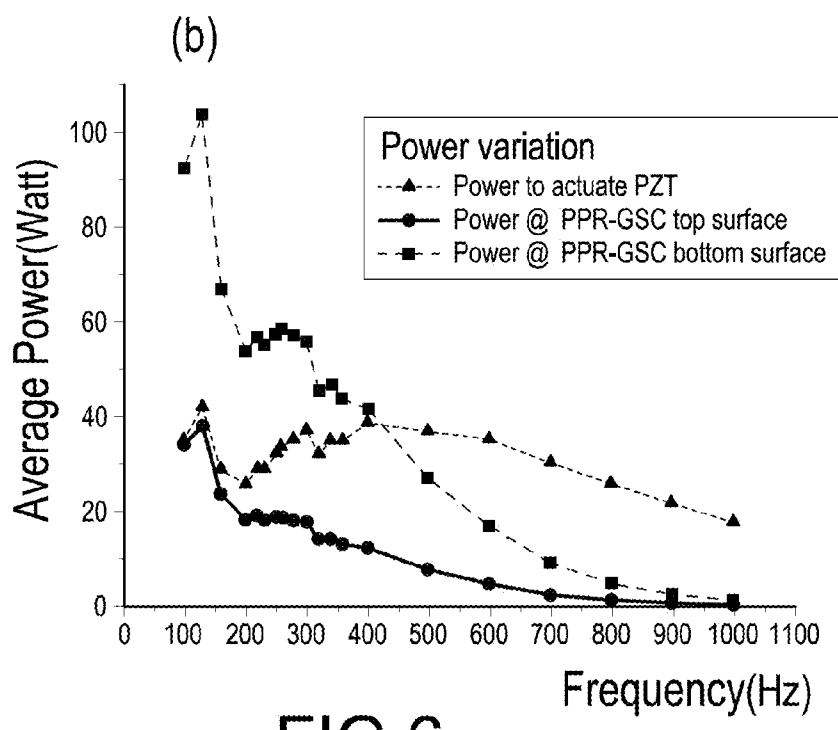 (b)
Average Power(Watt)
100
80
60
40
20
0
Power variation
Power to actuate PZT
Power @ PPR-GSC top surface
Power @ PPR-GSC bottom surface
0 100 200 300 400 500 600 700 800 900 1000 1100
Frequency(Hz)